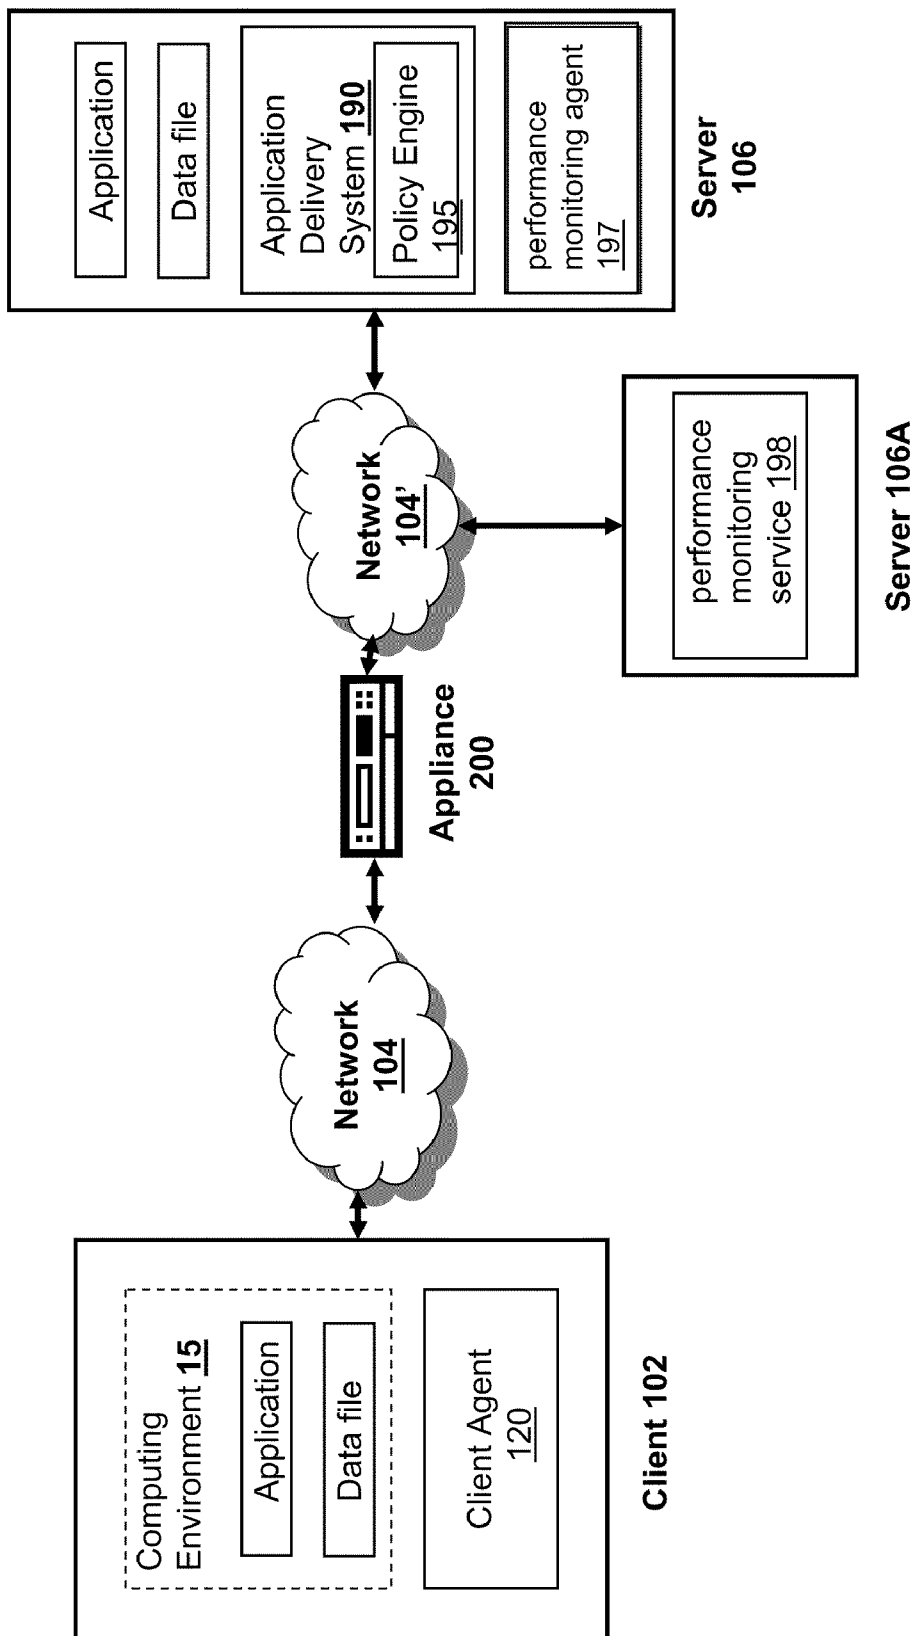 Computing
Environment 15
Application
Data file
Client Agent
120
Client 102
Network
104
Appliance
200
Network
104’
performance
monitoring
service 198
Server 106A
Application
Data file
Application
Delivery
System 190
Policy Engine
195
performance
monitoring agent
197
Server
106